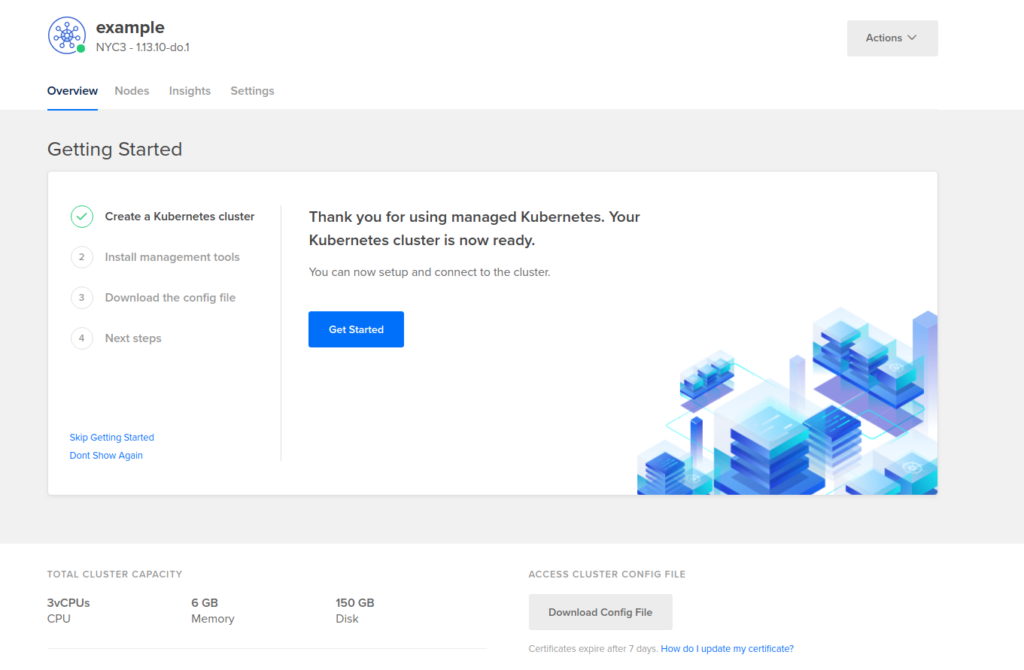 example
NYC3 - 1.13.10-do.1
Actions
Overview Nodes Insights Settings
Getting Started
Create a Kubernetes cluster
2 Install management tools
3 Download the config file
4 Next steps
Skip Getting Started
Dont Show Again
Thank you for using managed Kubernetes. Your
Kubernetes cluster is now ready.
You can now setup and connect to the cluster.
Get Started
TOTAL CLUSTER CAPACITY
3vCPUs 6 GB 150 GB
CPU Memory Disk
ACCESS CLUSTER CONFIG FILE
Download Config File
Certificates expire after 7 days. How do I update my certificate?